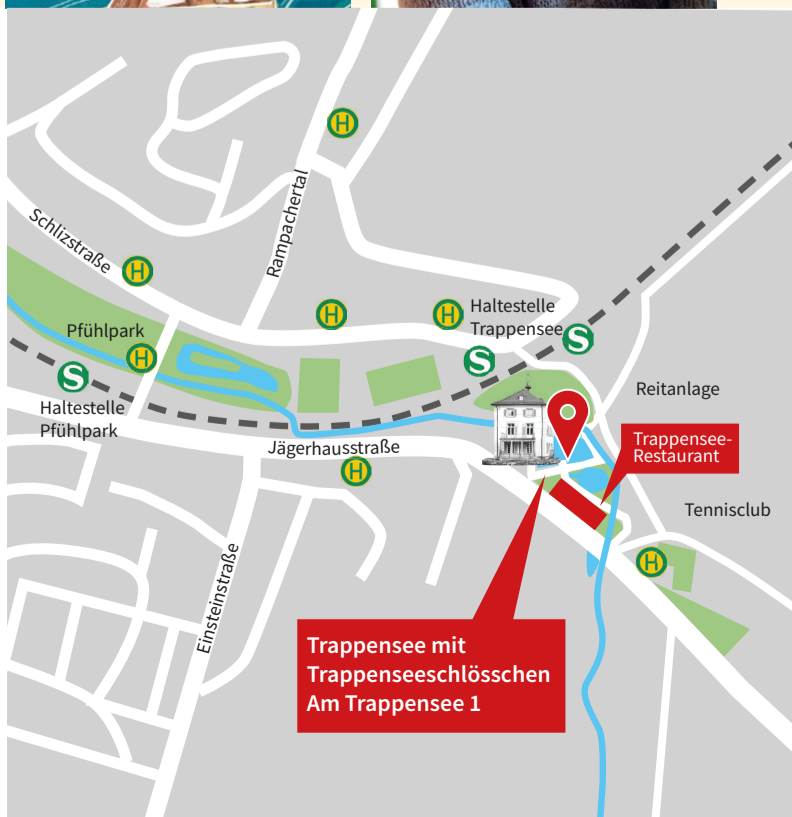 H
Rampachertal
Schlizstraße
H
H
H
Haltestelle
Trappensee
S
S
Pfühlpark
H
S
Haltestelle
Pfühlpark
Reitanlage
Jägerhausstraße
H
Trappensee-
Restaurant
Tennisclub
H
Einsteinstraße
Trappensee mit
Trappenseeschlösschen
Am Trappensee 1